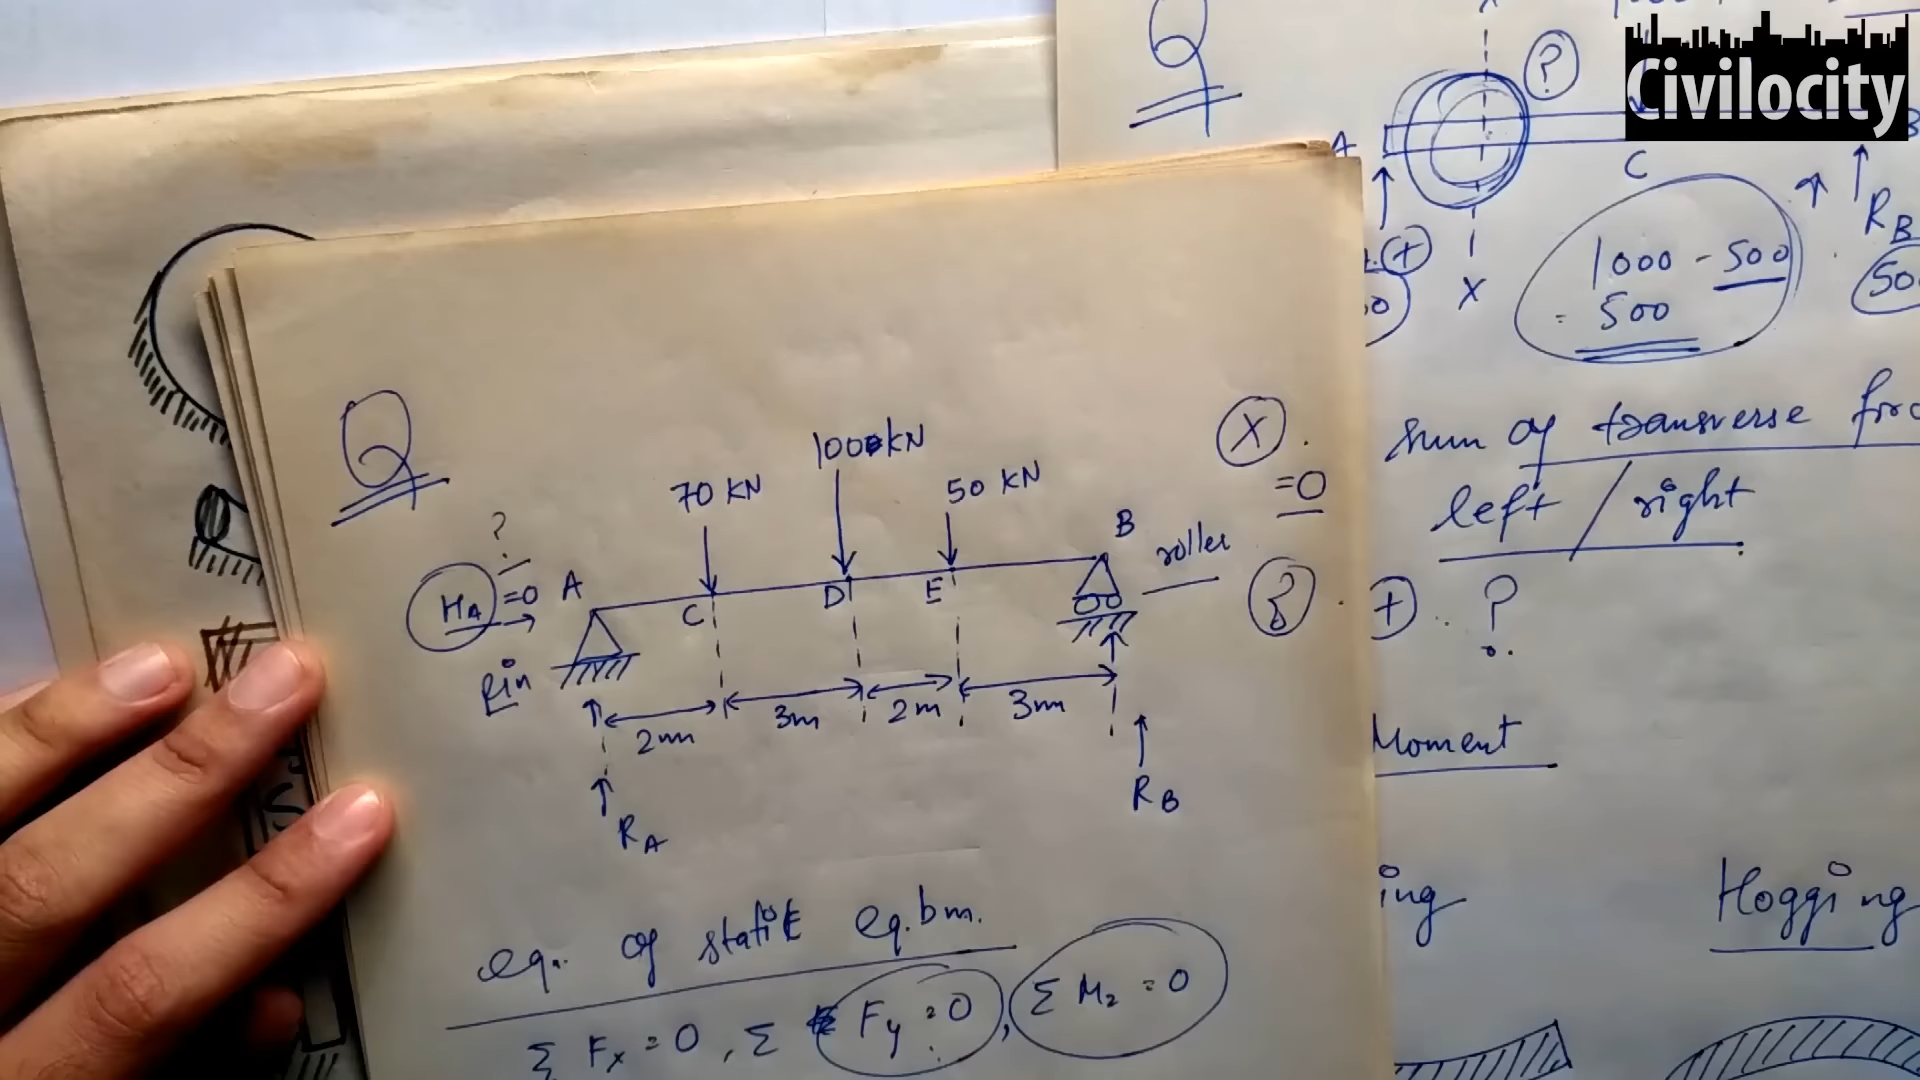 Civilocity
Q
?
A
C
B
+
X
RB
1000 - 500
= 500
sum of transverse
left / right
+ .. ?
Moment
ing
Hogging
Q
70 KN
KN
50 KN
X
=0
?
HA =0
A
C
D
E
B
roller
Pin
2m
3m
2m
3m
RA
RB
eq. of static eq.bm.
Σ Fx = 0, Σ Fy = 0, Σ Mz = 0